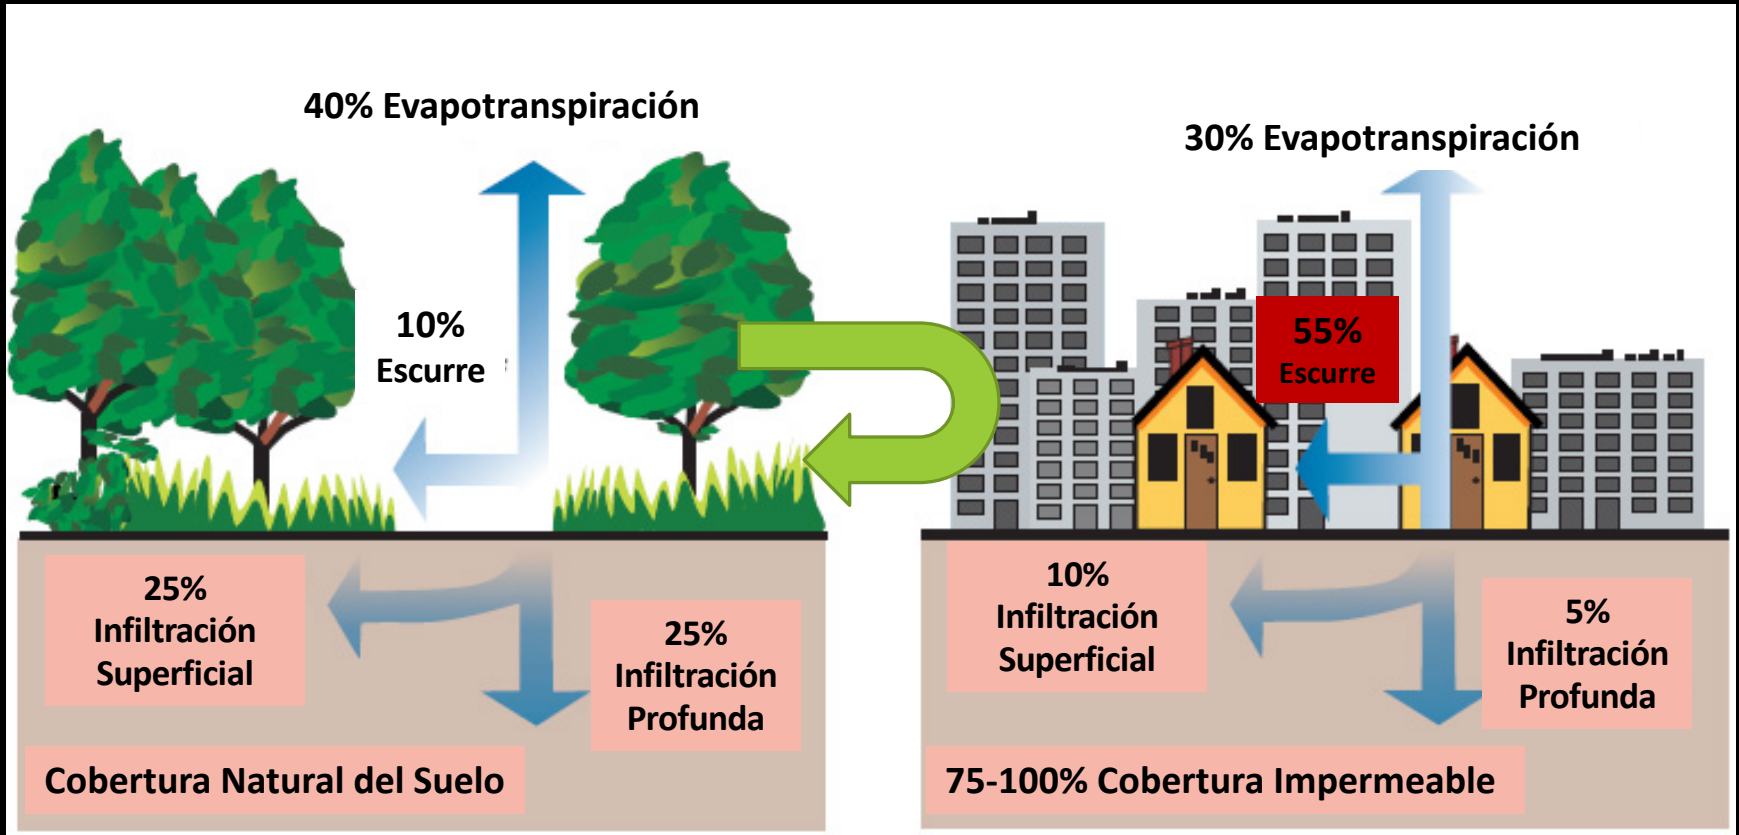 40% Evapotranspiración
10%
Escurre
25%
Infiltración
Superficial
25%
Infiltración
Profunda
Cobertura Natural del Suelo
30% Evapotranspiración
55%
Escurre
10%
Infiltración
Superficial
5%
Infiltración
Profunda
75-100% Cobertura Impermeable